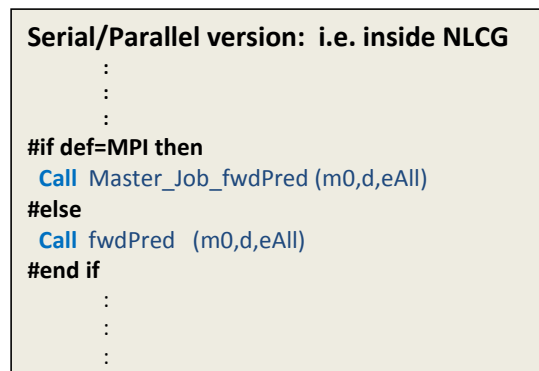 Serial/Parallel version: i.e. inside NLCG
:
:
:
#if def=MPI then
Call Master_Job_fwdPred (m0,d,eAll)
#else
Call fwdPred (m0,d,eAll)
#end if
:
:
: